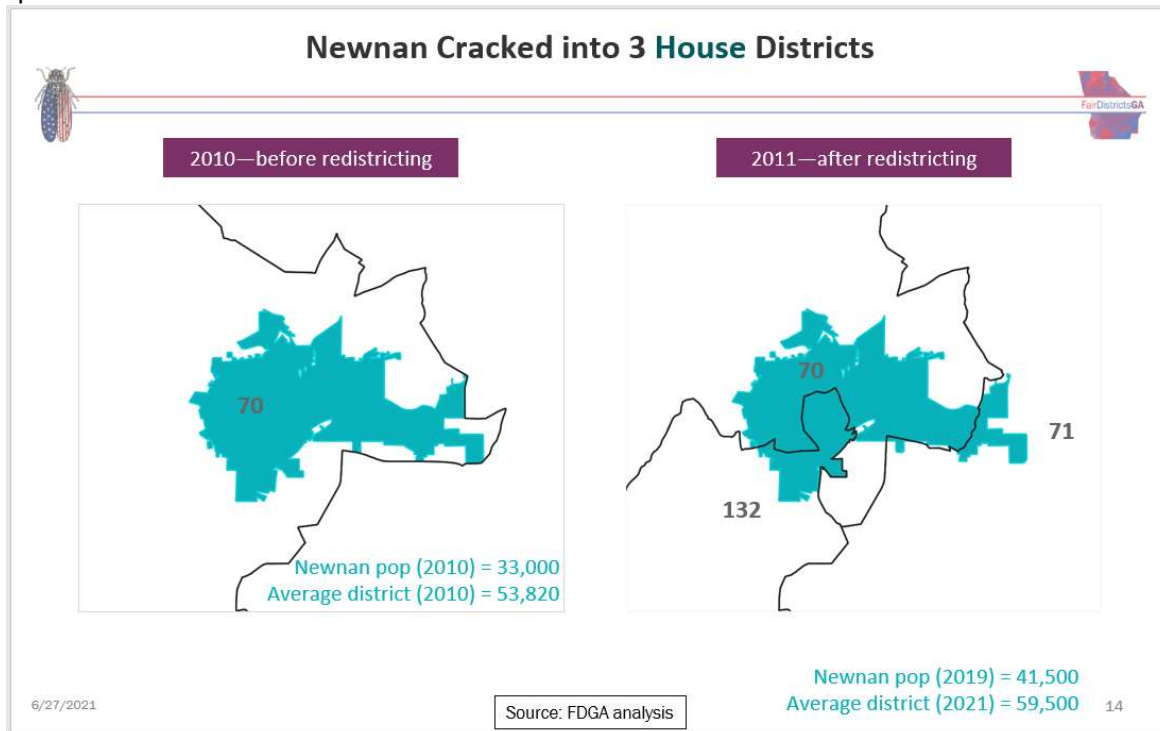 Newnan Cracked into 3 House Districts
FairDistrictsGA
2010—before redistricting
2011—after redistricting
70
Newnan pop (2010) = 33,000
Average district (2010) = 53,820
70
71
132
Newnan pop (2019) = 41,500
Average district (2021) = 59,500
6/27/2021
Source: FDGA analysis
14